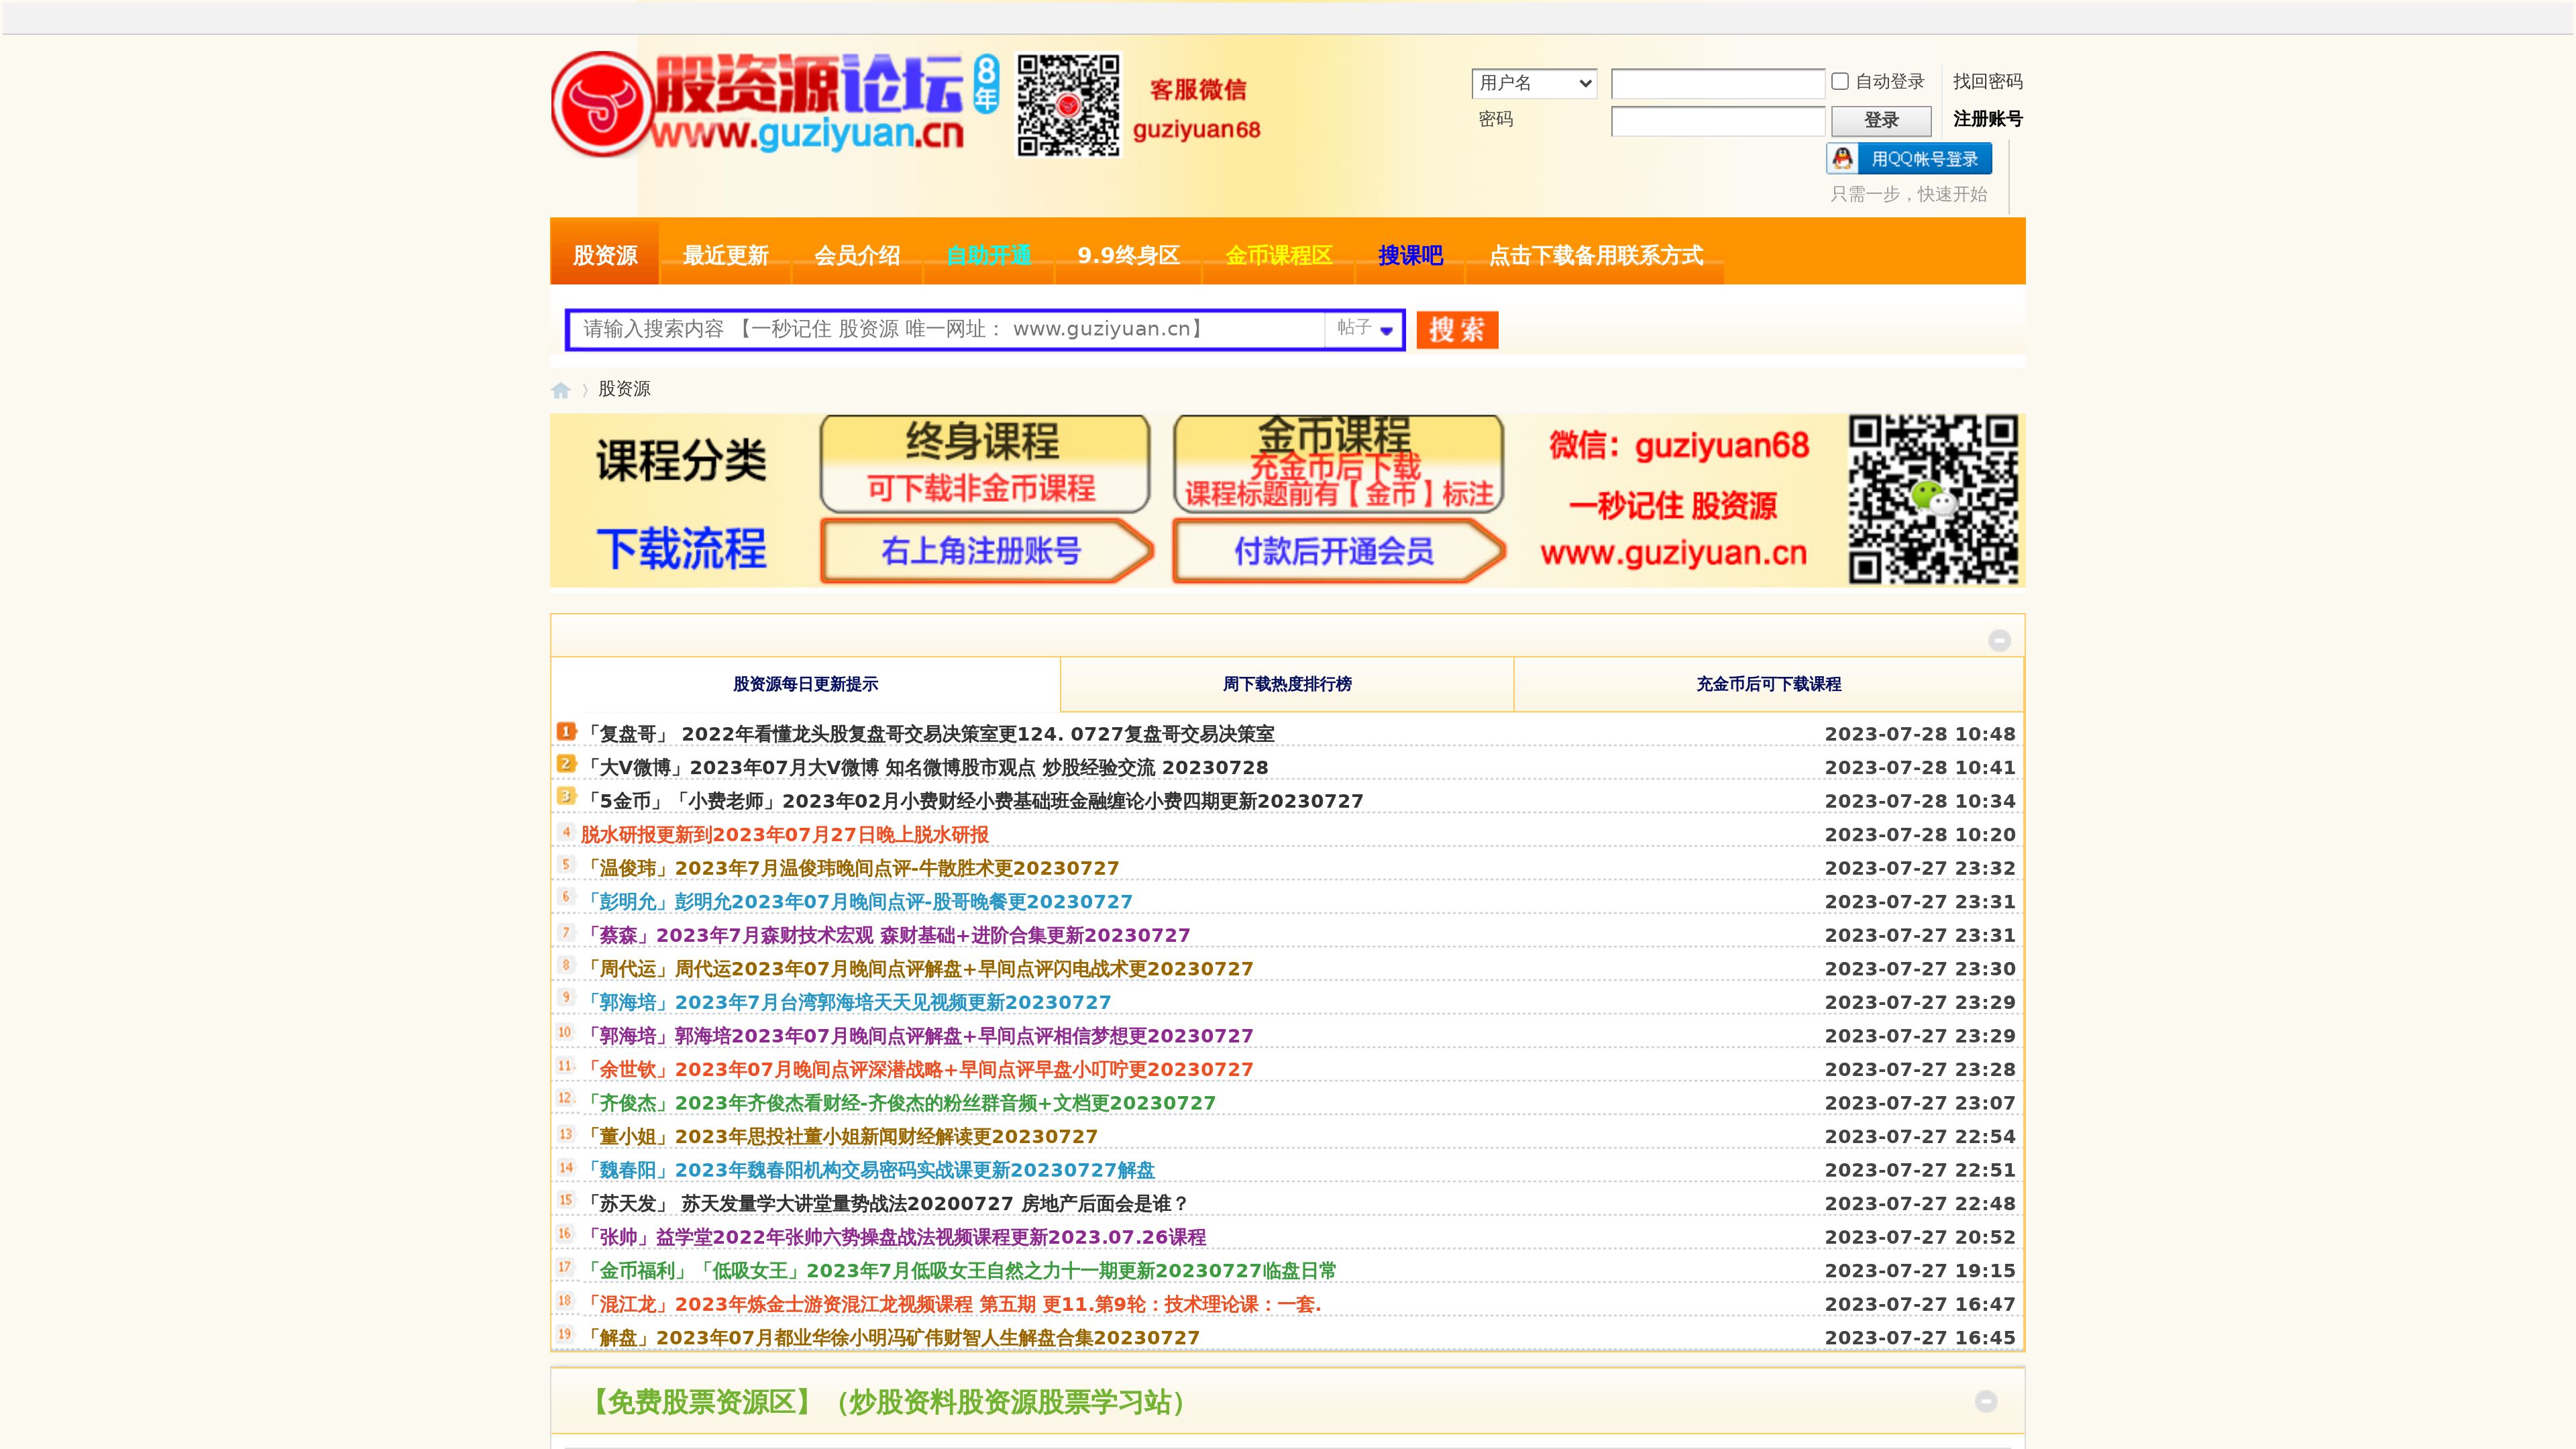 股资源论坛 8年
www.guziyuan.cn
客服微信
guziyuan68
用户名 自动登录 找回密码
密码 登录 注册账号
用QQ帐号登录
只需一步，快速开始
股资源 最近更新 会员介绍 自助开通 9.9终身区 金币课程区 搜课吧 点击下载备用联系方式
请输入搜索内容 【一秒记住 股资源 唯一网址： www.guziyuan.cn】 帖子 搜索
股资源
课程分类 终身课程 可下载非金币课程
金币课程 充金币后下载 课程标题前有【金币】标注
下载流程 右上角注册账号 付款后开通会员
微信：guziyuan68
一秒记住 股资源
www.guziyuan.cn
股资源每日更新提示 周下载热度排行榜 充金币后可下载课程
1 「复盘哥」 2022年看懂龙头股复盘哥交易决策室更124. 0727复盘哥交易决策室 2023-07-28 10:48
2 「大V微博」2023年07月大V微博 知名微博股市观点 炒股经验交流 20230728 2023-07-28 10:41
3 「5金币」「小费老师」2023年02月小费财经小费基础班金融缠论小费四期更新20230727 2023-07-28 10:34
4 脱水研报更新到2023年07月27日晚上脱水研报 2023-07-28 10:20
5 「温俊玮」2023年7月温俊玮晚间点评-牛散胜术更20230727 2023-07-27 23:32
6 「彭明允」彭明允2023年07月晚间点评-股哥晚餐更20230727 2023-07-27 23:31
7 「蔡森」2023年7月森财技术宏观 森财基础+进阶合集更新20230727 2023-07-27 23:31
8 「周代运」周代运2023年07月晚间点评解盘+早间点评闪电战术更20230727 2023-07-27 23:30
9 「郭海培」2023年7月台湾郭海培天天见视频更新20230727 2023-07-27 23:29
10 「郭海培」郭海培2023年07月晚间点评解盘+早间点评相信梦想更20230727 2023-07-27 23:29
11 「余世钦」2023年07月晚间点评深潜战略+早间点评早盘小叮咛更20230727 2023-07-27 23:28
12 「齐俊杰」2023年齐俊杰看财经-齐俊杰的粉丝群音频+文档更20230727 2023-07-27 23:07
13 「董小姐」2023年思投社董小姐新闻财经解读更20230727 2023-07-27 22:54
14 「魏春阳」2023年魏春阳机构交易密码实战课更新20230727解盘 2023-07-27 22:51
15 「苏天发」 苏天发量学大讲堂量势战法20200727 房地产后面会是谁？ 2023-07-27 22:48
16 「张帅」益学堂2022年张帅六势操盘战法视频课程更新2023.07.26课程 2023-07-27 20:52
17 「金币福利」「低吸女王」2023年7月低吸女王自然之力十一期更新20230727临盘日常 2023-07-27 19:15
18 「混江龙」2023年炼金士游资混江龙视频课程 第五期 更11.第9轮：技术理论课：一套. 2023-07-27 16:47
19 「解盘」2023年07月都业华徐小明冯矿伟财智人生解盘合集20230727 2023-07-27 16:45
【免费股票资源区】（炒股资料股资源股票学习站）